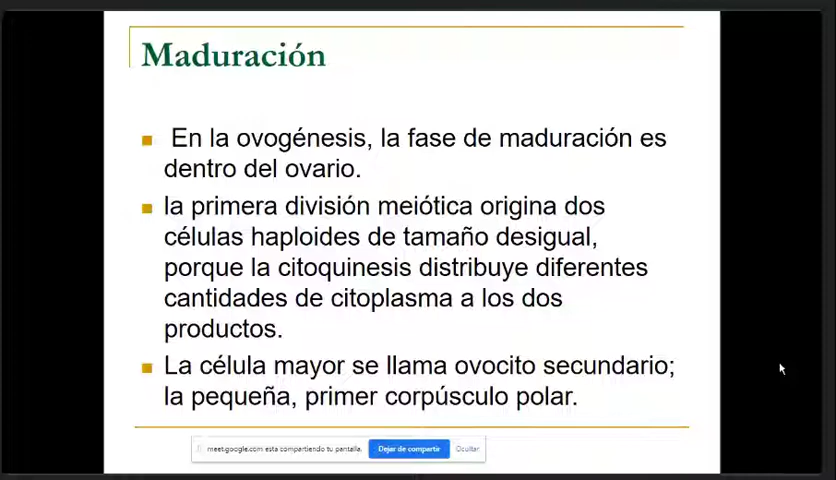 Maduración
En la ovogénesis, la fase de maduración es
dentro del ovario.
la primera división meiótica origina dos
células haploides de tamaño desigual,
porque la citoquinesis distribuye diferentes
cantidades de citoplasma a los dos
productos.
La célula mayor se llama ovocito secundario;
la pequeña, primer corpúsculo polar.
meet.google.com está compartiendo tu pantalla. Dejar de compartir Ocultar